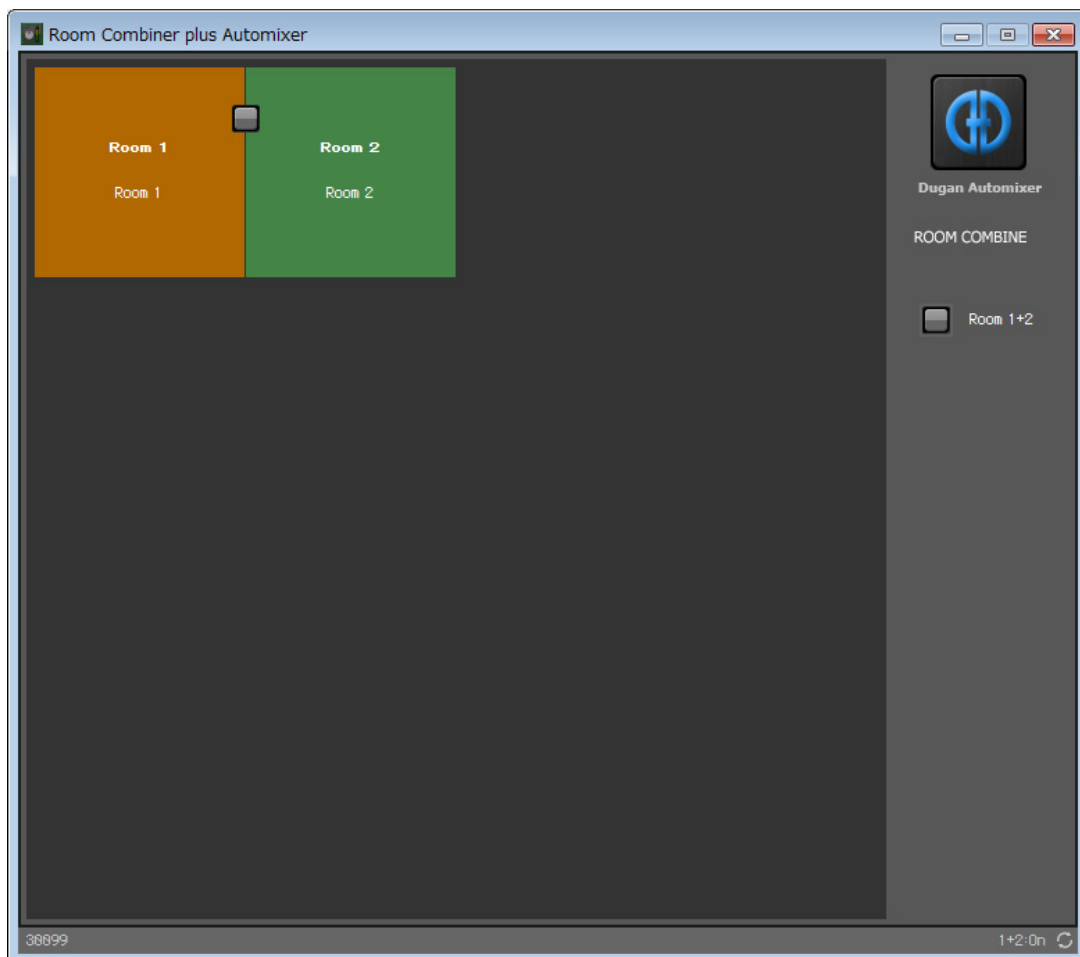 Room Combiner plus Automixer
Room 1
Room 2
Room 1
Room 2
Dugan Automixer
ROOM COMBINE
Room 1+2
30099
1+2:On